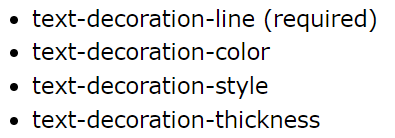 • text-decoration-line (required)
• text-decoration-color
• text-decoration-style
• text-decoration-thickness